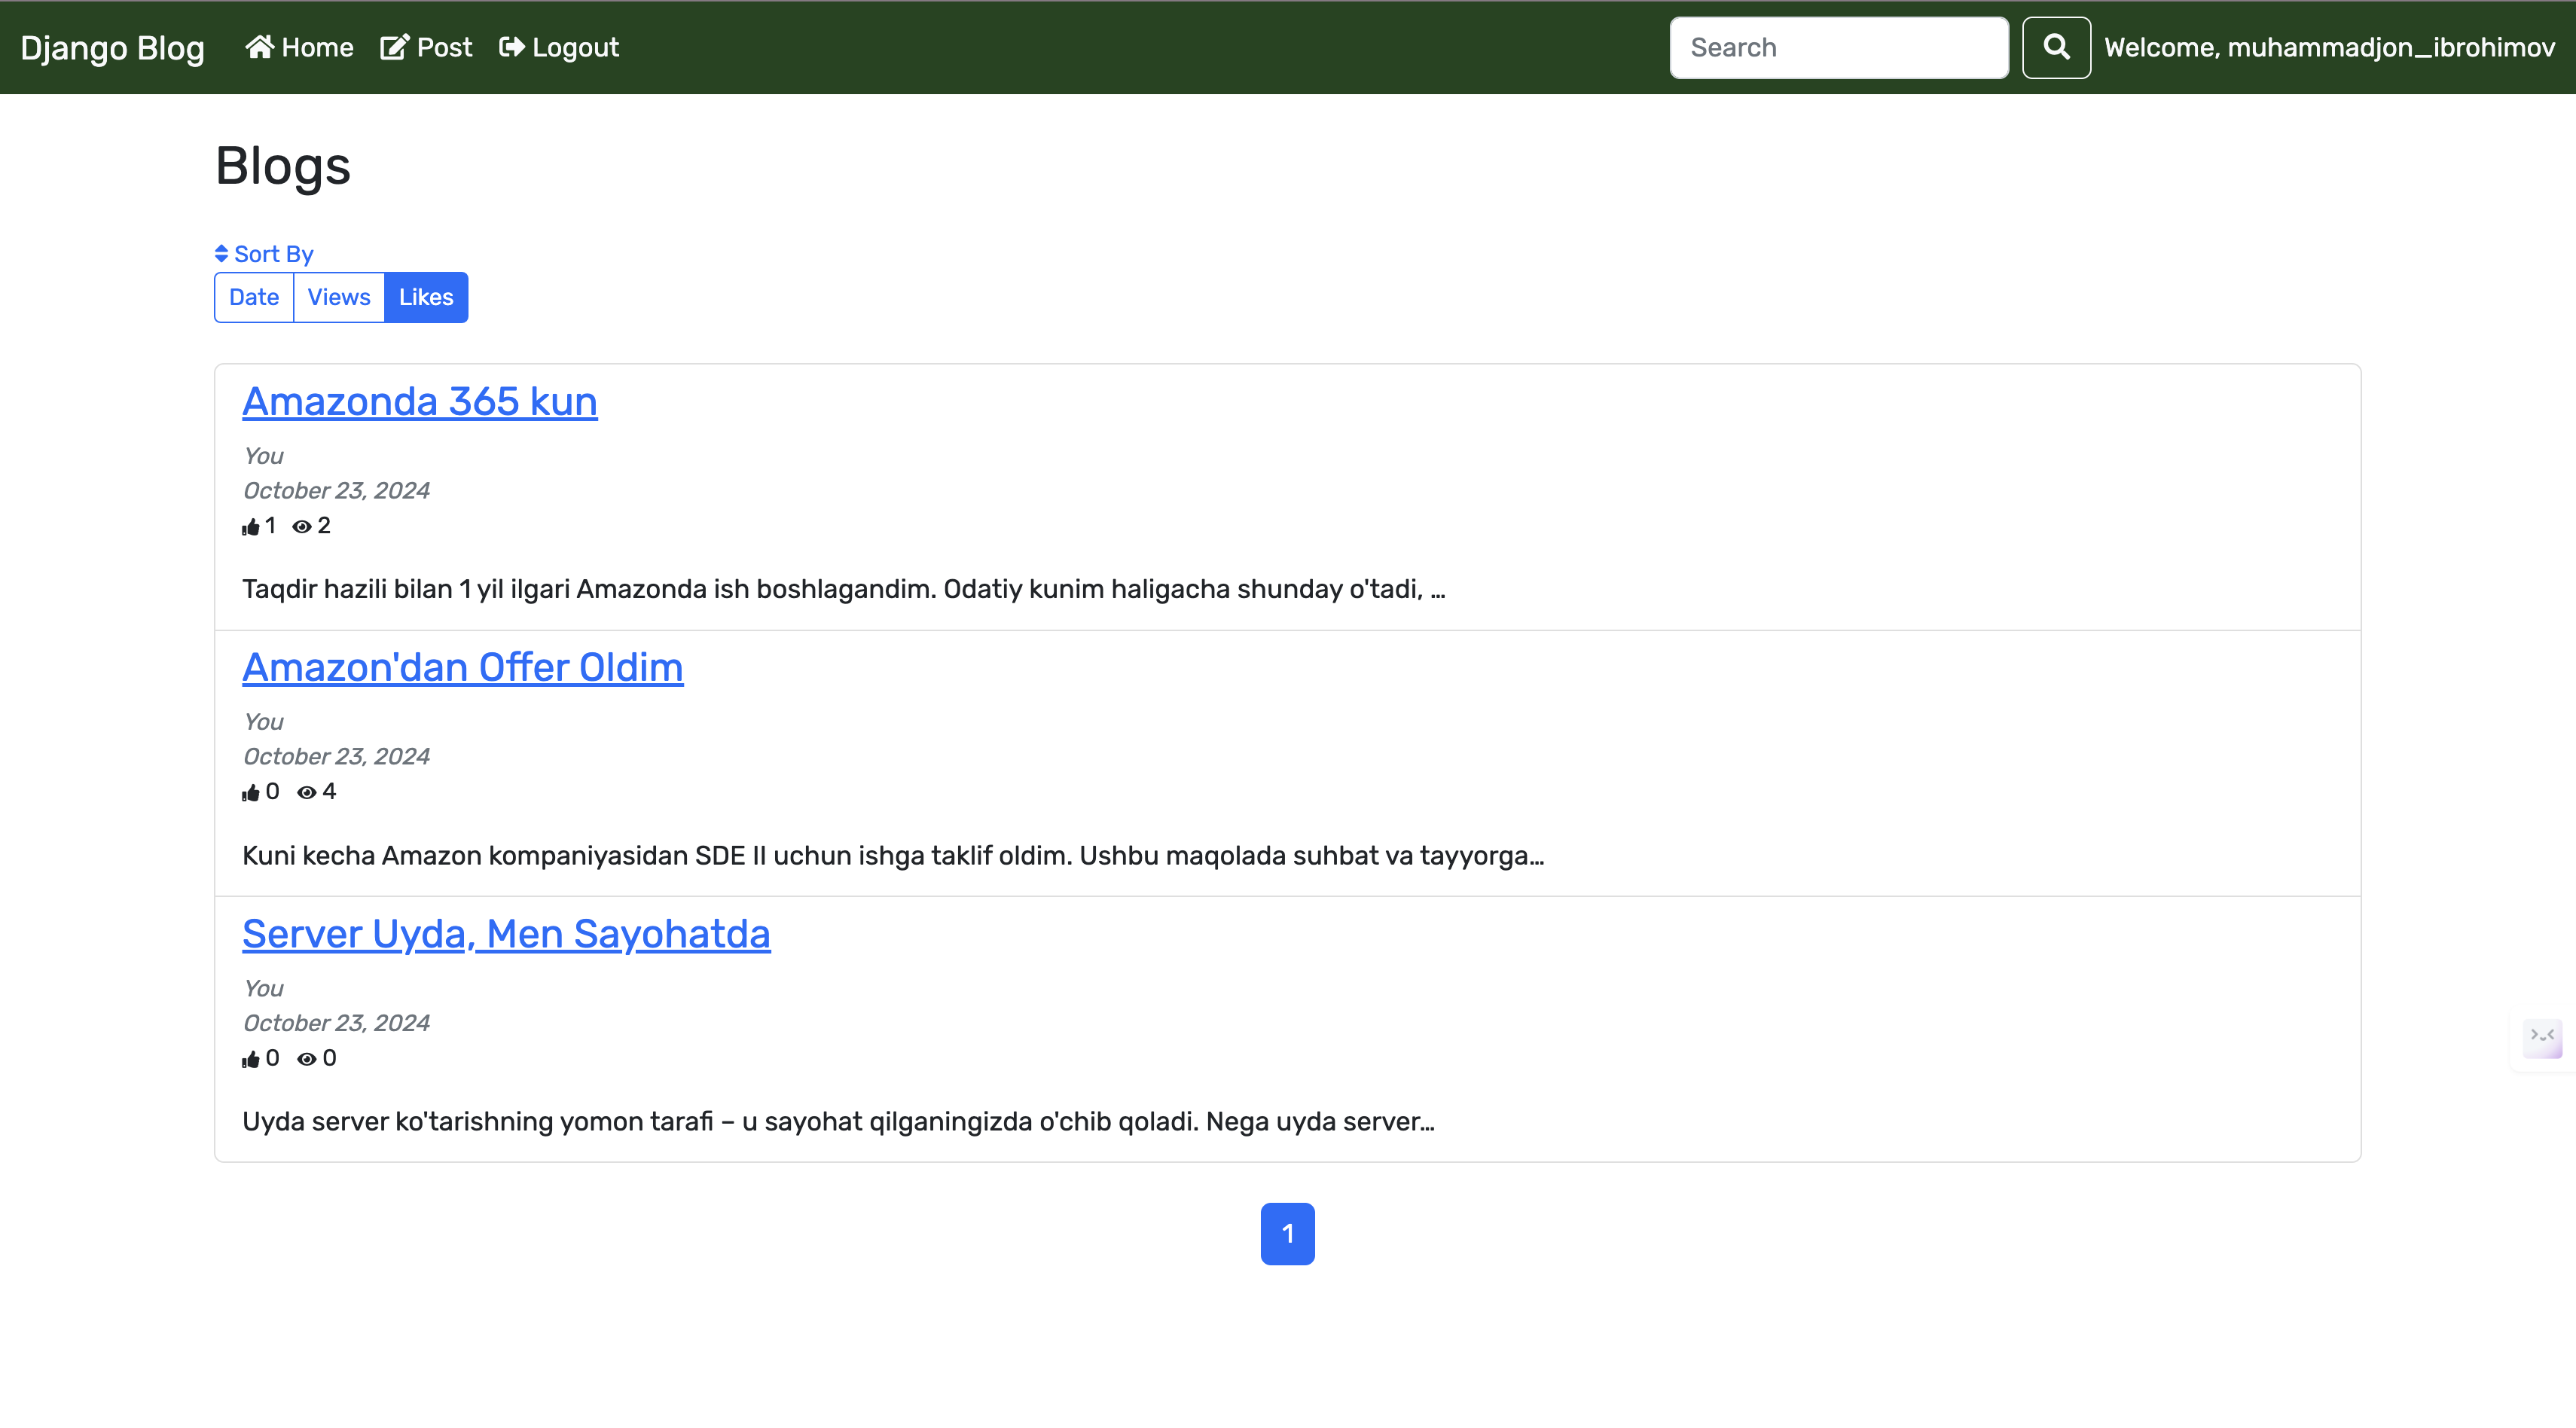 Django Blog Home Post Logout Search Welcome, muhammadjon_ibrohimov
Blogs
Sort By
Date Views Likes
Amazonda 365 kun
You
October 23, 2024
1 2
Taqdir hazili bilan 1 yil ilgari Amazonda ish boshlagandim. Odatiy kunim haligacha shunday o'tadi, …
Amazon'dan Offer Oldim
You
October 23, 2024
0 4
Kuni kecha Amazon kompaniyasidan SDE II uchun ishga taklif oldim. Ushbu maqolada suhbat va tayyorga…
Server Uyda, Men Sayohatda
You
October 23, 2024
0 0
Uyda server ko'tarishning yomon tarafi – u sayohat qilganingizda o'chib qoladi. Nega uyda server…
1